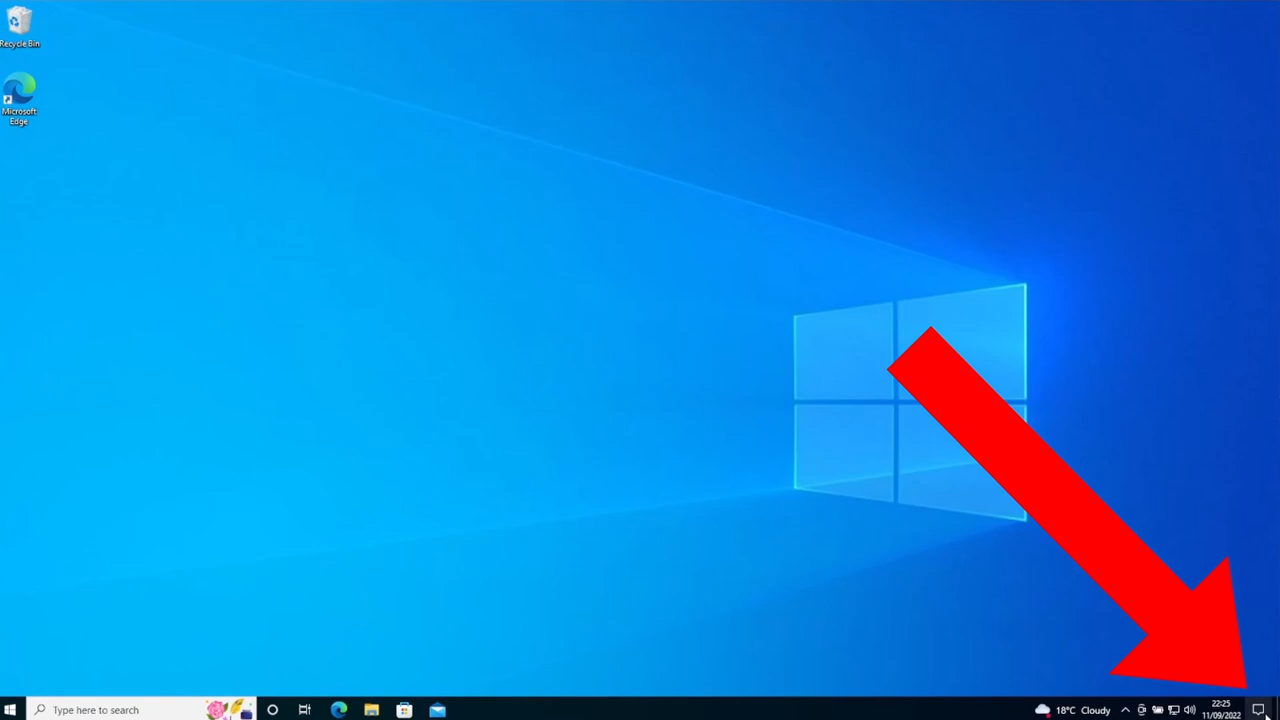 Recycle Bin
Microsoft
Edge
Type here to search
18°C Cloudy
22:25
11/09/2022